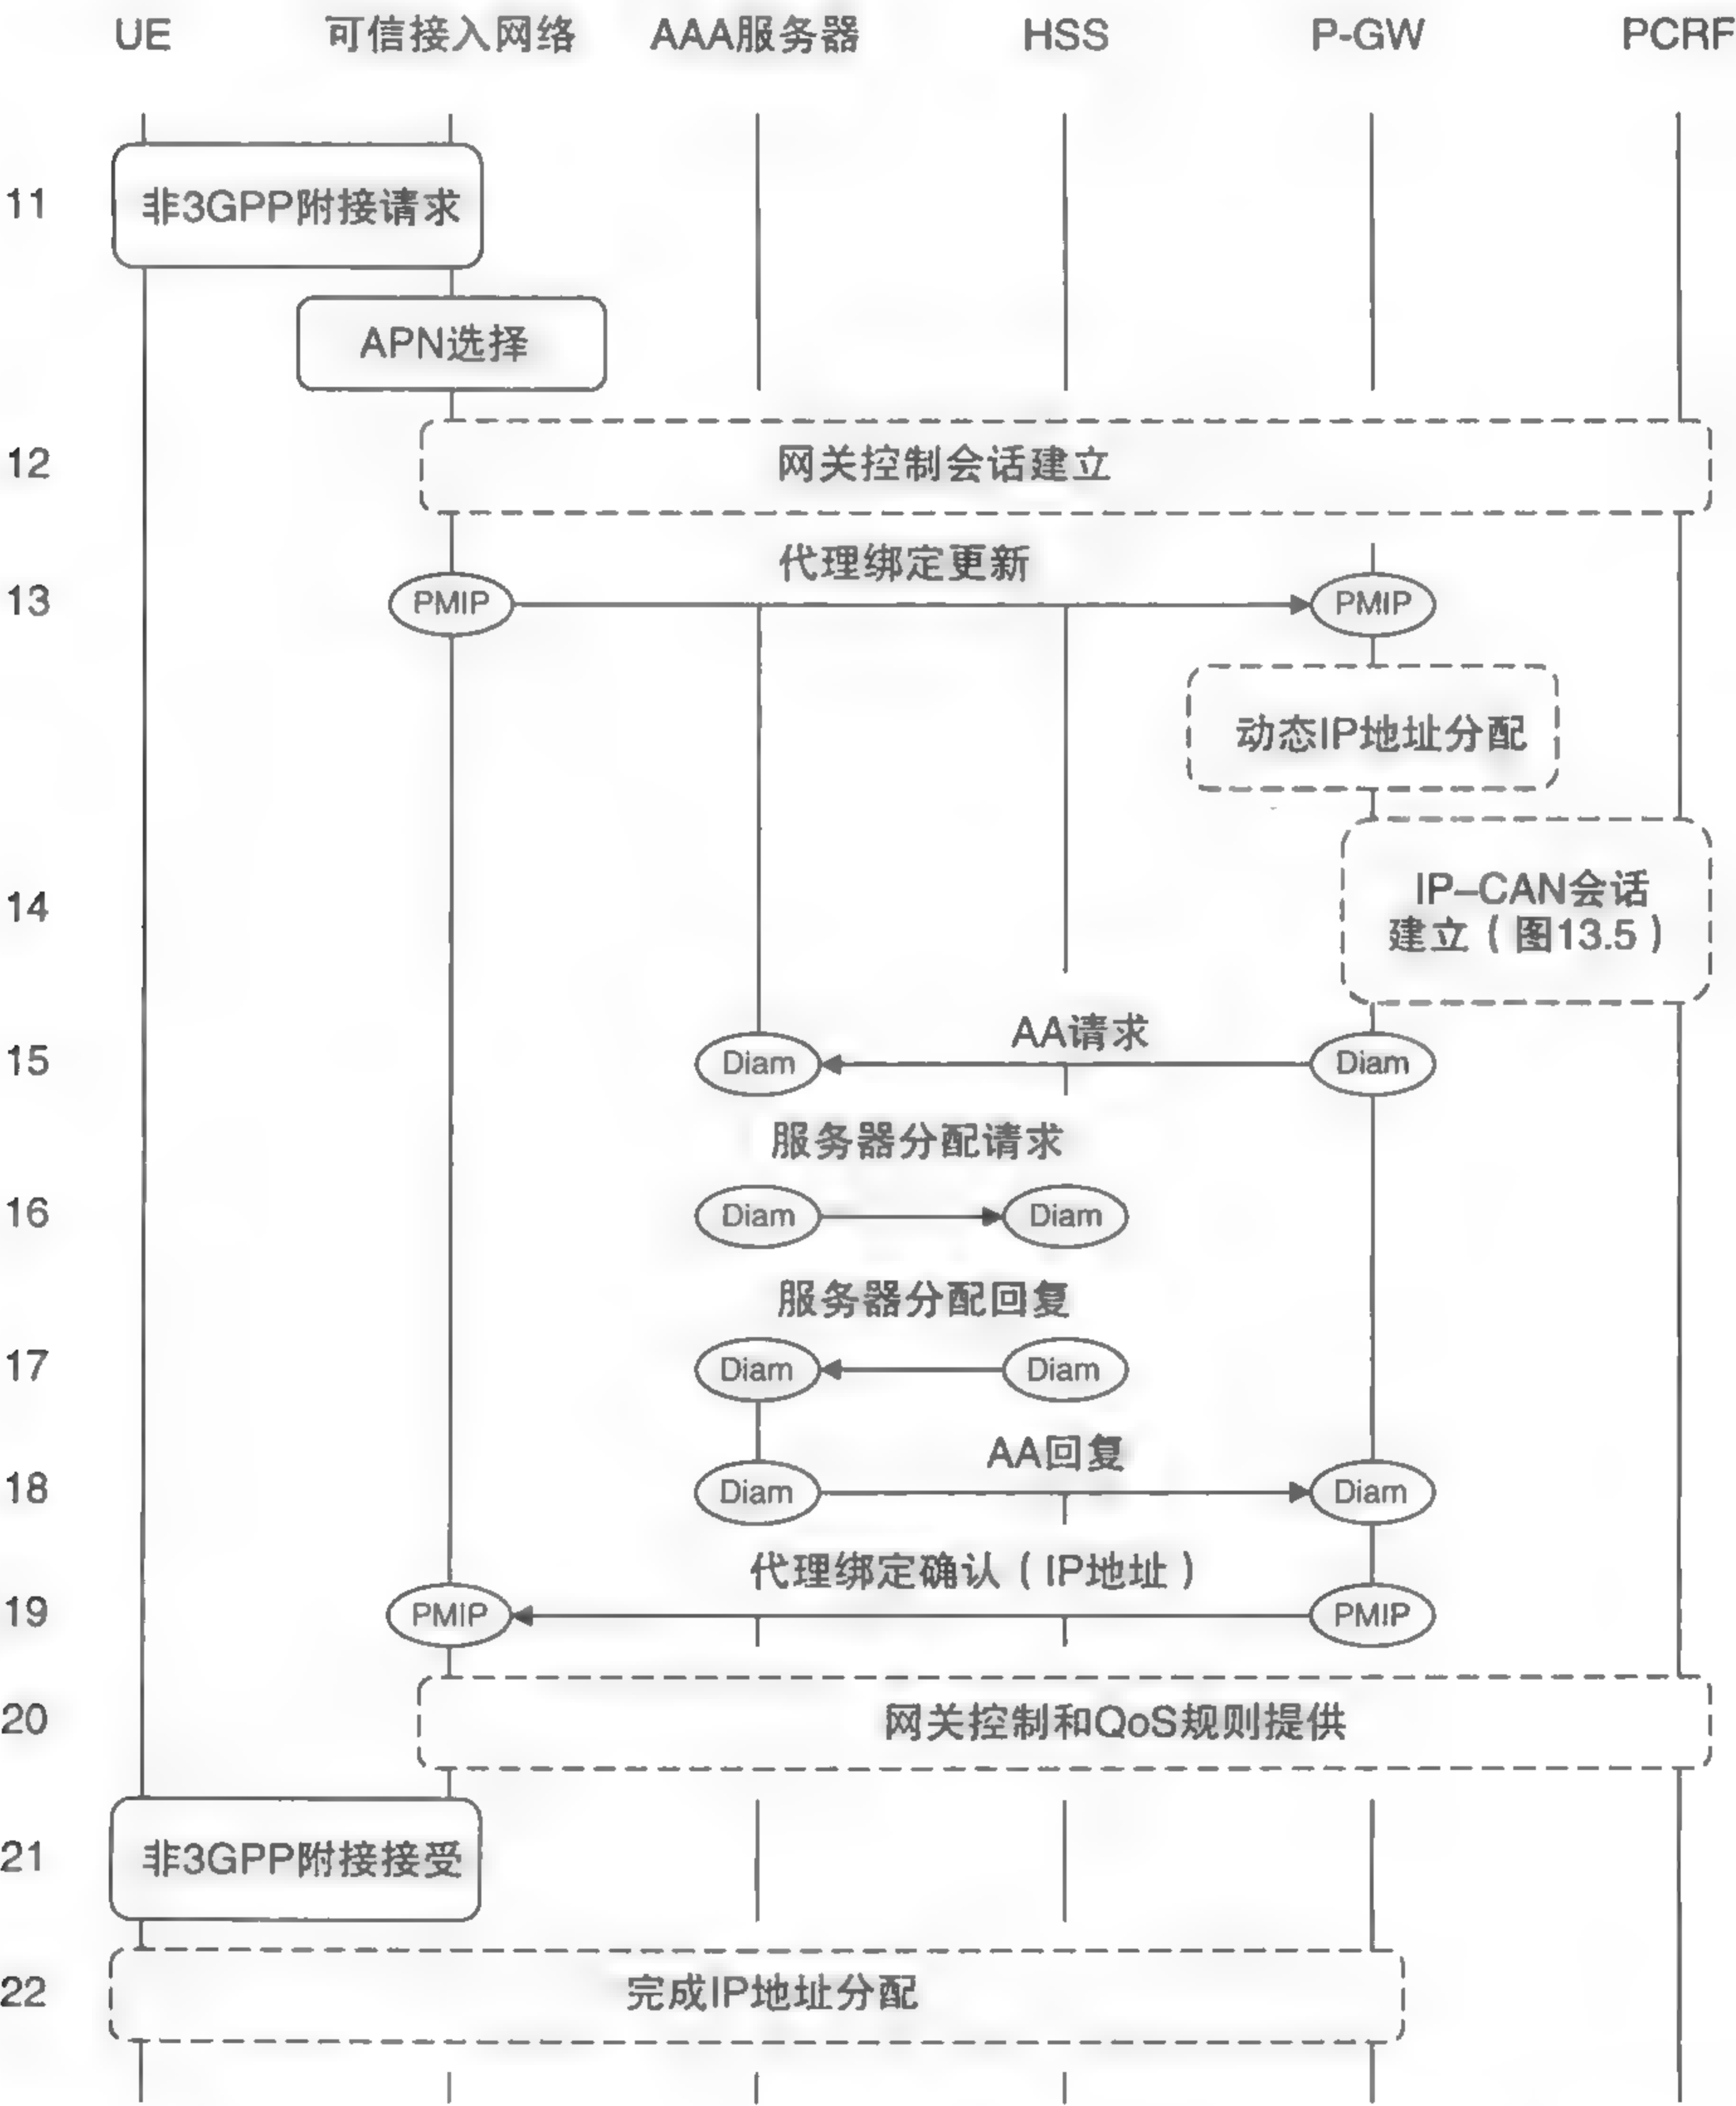 UE 可信接入网络 AAA服务器 HSS P-GW PCRF
11 非3GPP附接请求
APN选择
12 网关控制会话建立
代理绑定更新
13 PMIP PMIP
动态IP地址分配
14 IP–CAN会话
建立（图13.5）
AA请求
15 Diam Diam
服务器分配请求
16 Diam Diam
服务器分配回复
17 Diam Diam
AA回复
18 Diam Diam
代理绑定确认（IP地址）
19 PMIP PMIP
20 网关控制和QoS规则提供
21 非3GPP附接接受
22 完成IP地址分配